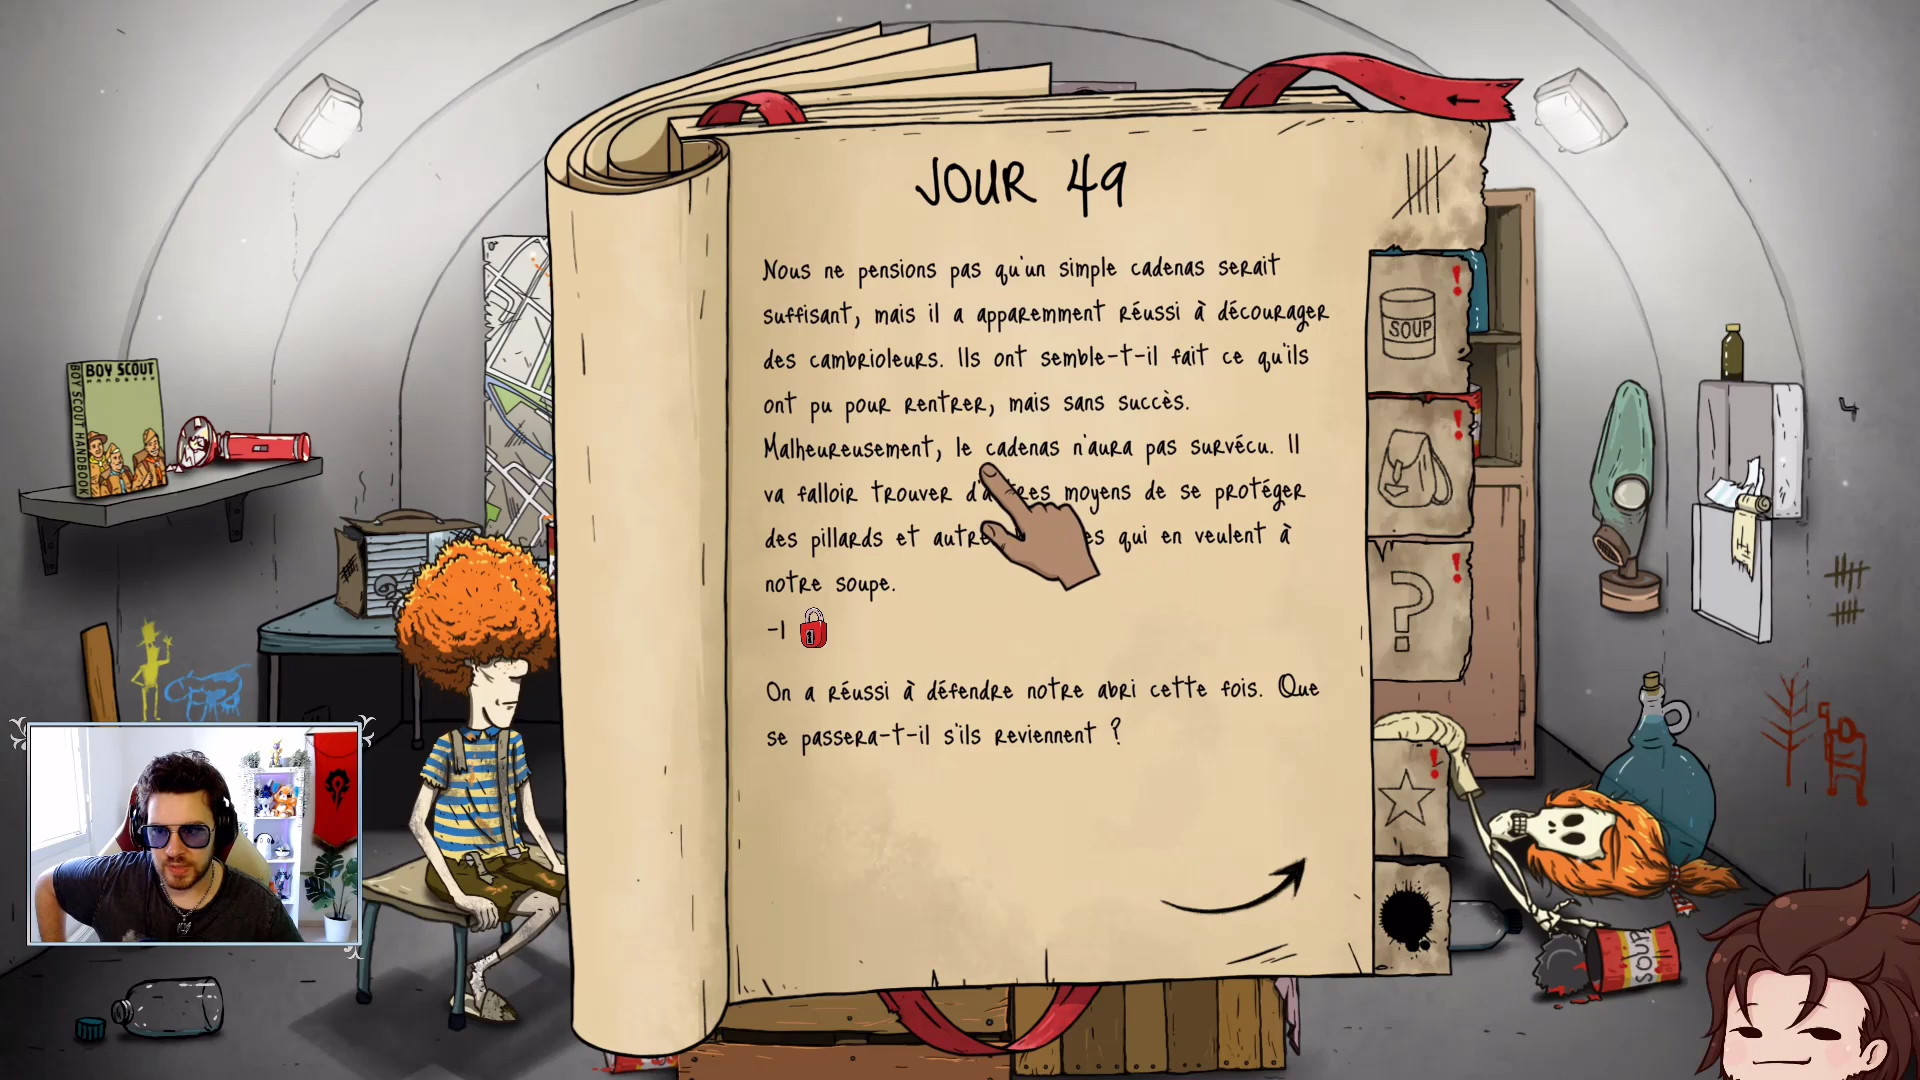 JOUR 49
Nous ne pensions pas qu'un simple cadenas serait
suffisant, mais il a apparemment réussi à décourager
des cambrioleurs. Ils ont semble-t-il fait ce qu'ils
ont pu pour rentrer, mais sans succès.
Malheureusement, le cadenas n'aura pas survécu. Il
va falloir trouver d'autres moyens de se protéger
des pillards et qui en veulent à
notre soupe.
-1
On a réussi à défendre notre abri cette fois. Que
se passera-t-il s'ils reviennent ?
!
SOUP
!
!
?
!
BOY SCOUT
HANDBOOK
BOY SCOUT HANDBOOK
SOUP